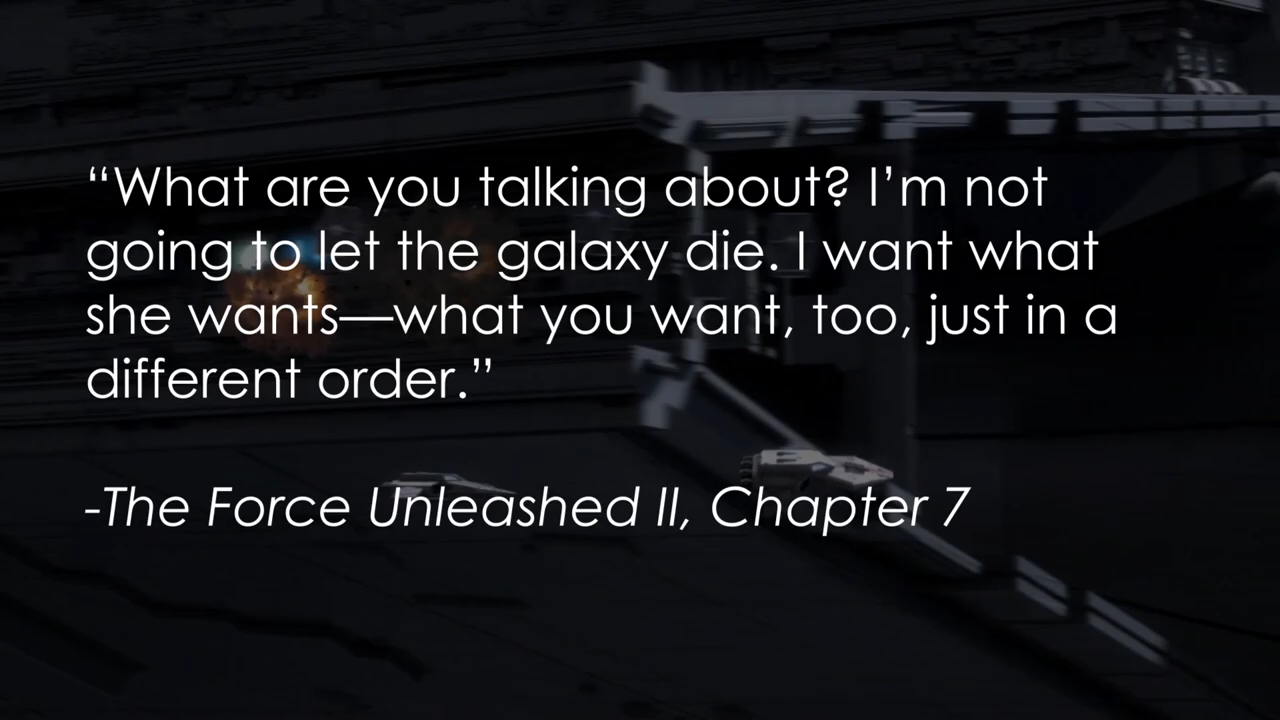 “What are you talking about? I’m not
going to let the galaxy die. I want what
she wants—what you want, too, just in a
different order.”
-The Force Unleashed II, Chapter 7